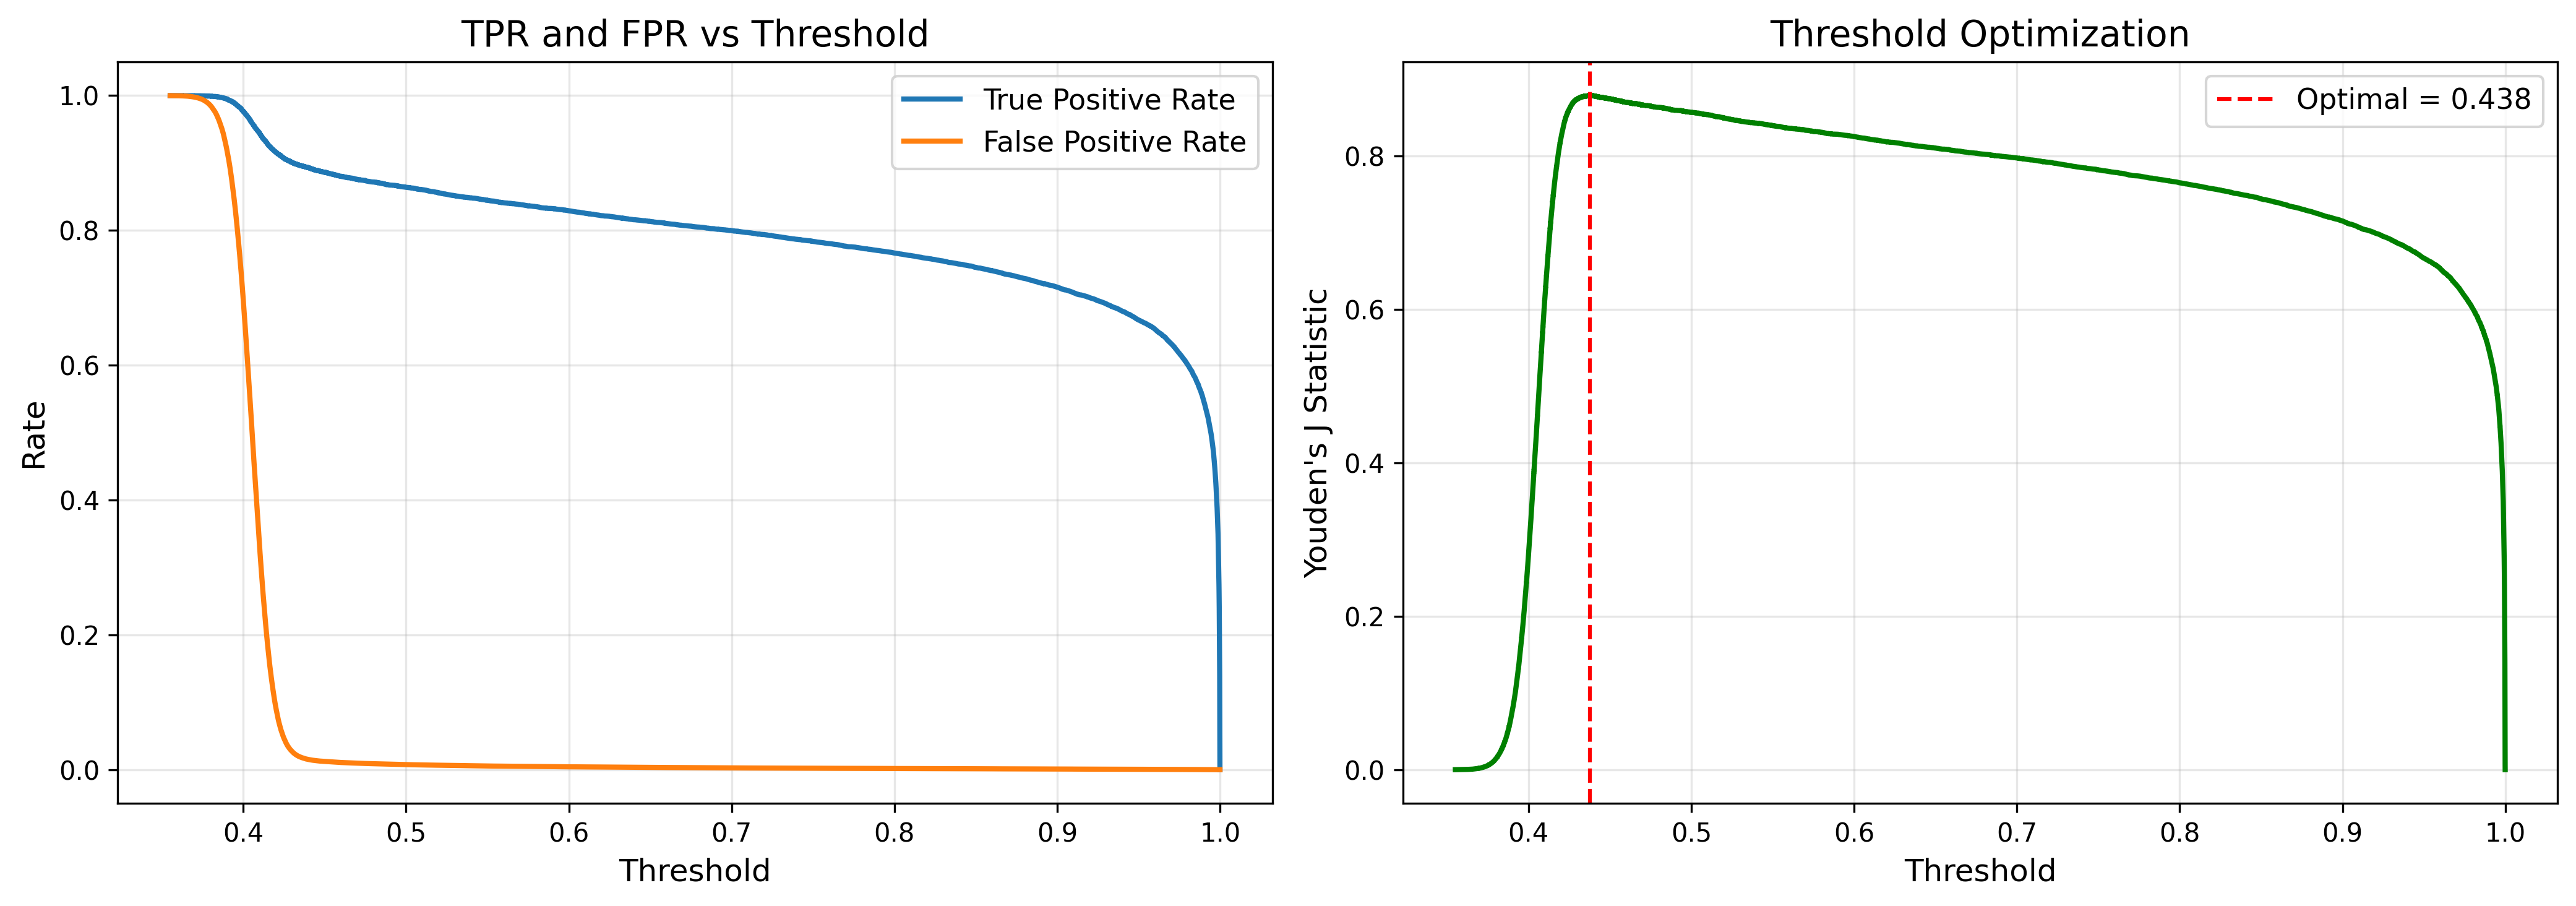 TPR and FPR vs Threshold
True Positive Rate
False Positive Rate
1.0
0.8
0.6
0.4
0.2
0.0
Rate
0.4 0.5 0.6 0.7 0.8 0.9 1.0
Threshold
Threshold Optimization
Optimal = 0.438
0.8
0.6
0.4
0.2
0.0
Youden's J Statistic
0.4 0.5 0.6 0.7 0.8 0.9 1.0
Threshold